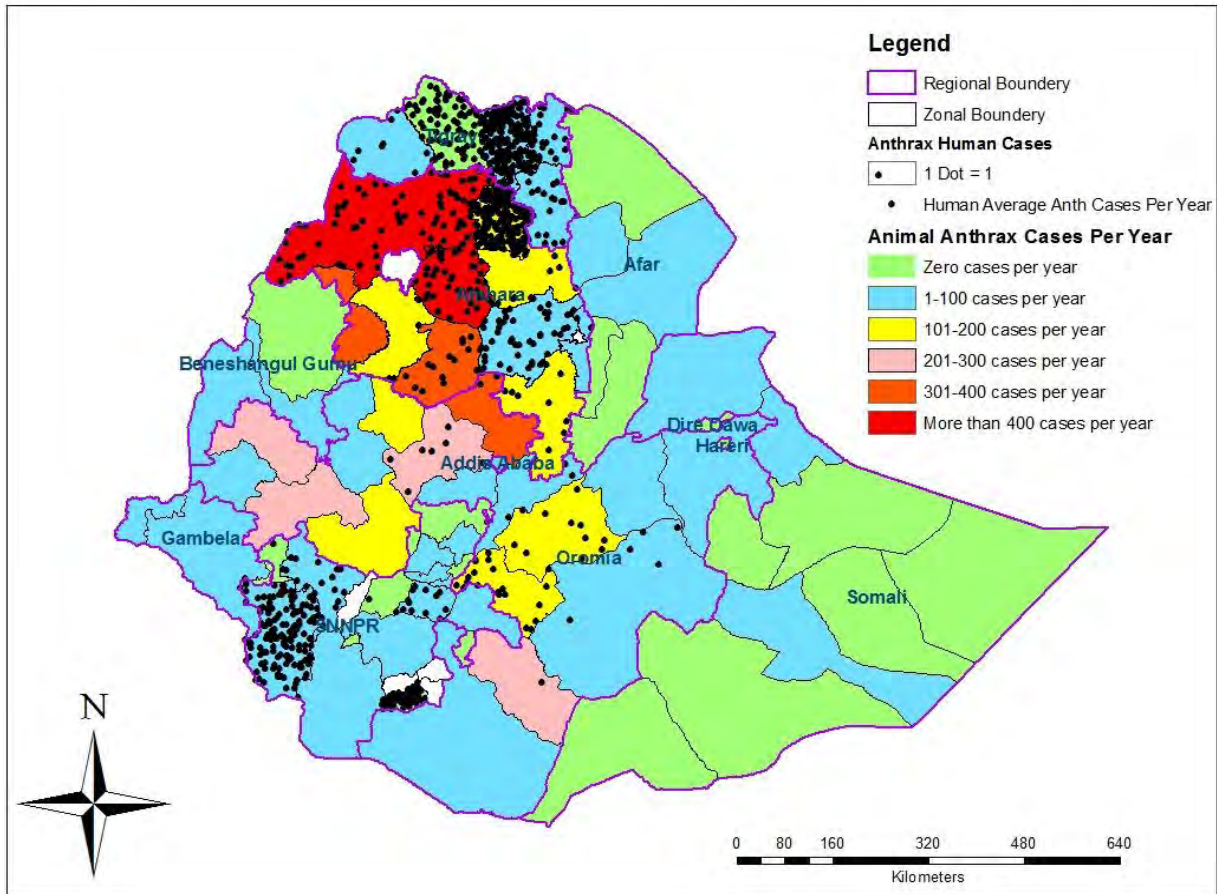 Legend
Regional Boundery
Zonal Boundery
Anthrax Human Cases
1 Dot = 1
Human Average Anth Cases Per Year
Animal Anthrax Cases Per Year
Zero cases per year
1-100 cases per year
101-200 cases per year
201-300 cases per year
301-400 cases per year
More than 400 cases per year
Afar
Beneshangul Gumu
Dire Dawa
Hareri
Addis Ababa
Gambela
Oromia
Somali
SNNPR
N
0 80 160 320 480 640
Kilometers